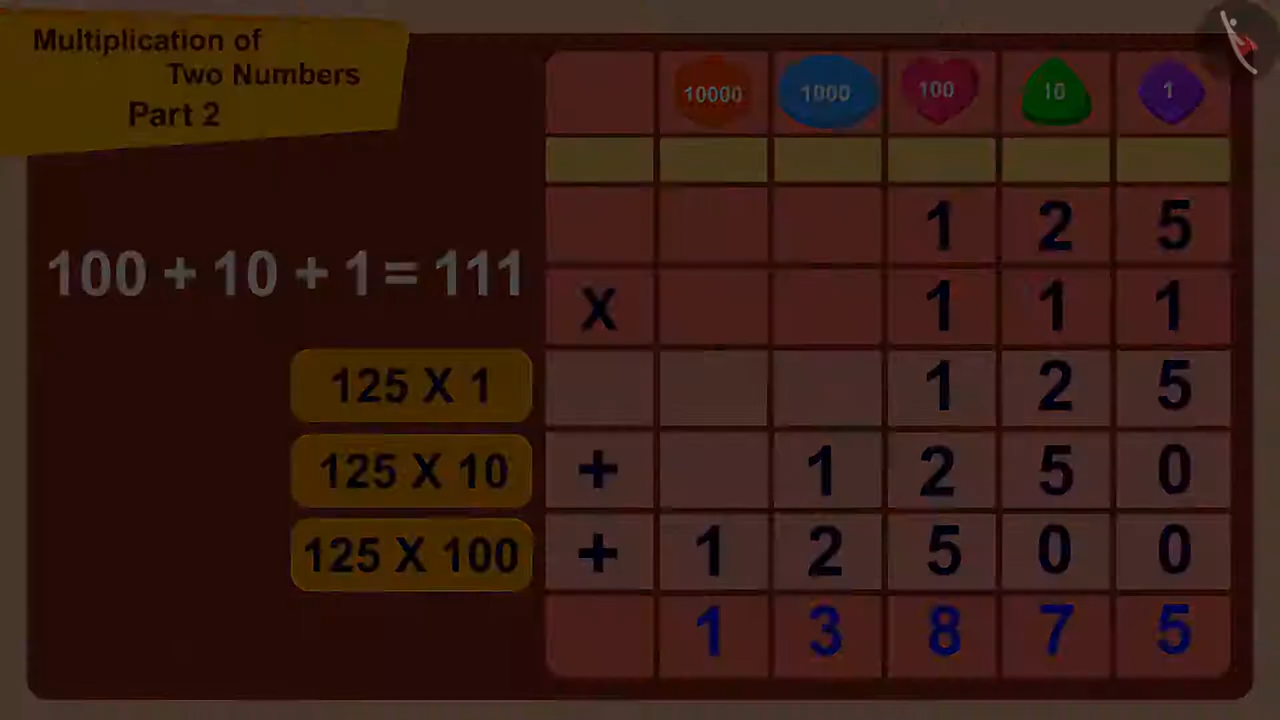 Multiplication of
Two Numbers
Part 2
10000 1000 100 10 1
1 2 5
100 + 10 + 1 = 111
X 1 1 1
125 X 1 1 2 5
125 X 10 + 1 2 5 0
125 X 100 + 1 2 5 0 0
1 3 8 7 5